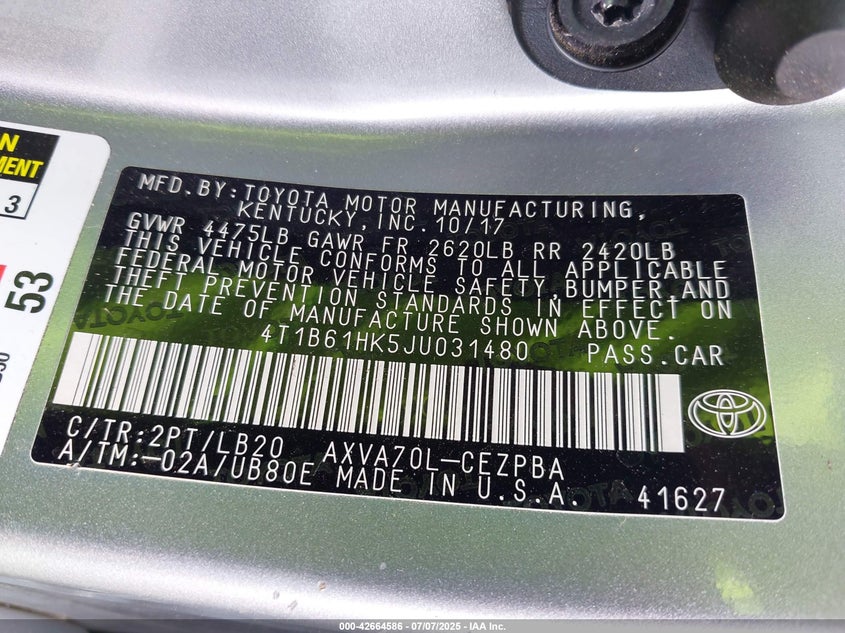 N
MENT
3
53
MFD.BY:TOYOTA MOTOR MANUFACTURING,
KENTUCKY,INC.10/17
GVWR 4475LB GAWR FR 2620LB RR 2420LB
THIS VEHICLE CONFORMS TO ALL APPLICABLE
FEDERAL MOTOR VEHICLE SAFETY,BUMPER,AND
THEFT PREVENTION STANDARDS IN EFFECT ON
THE DATE OF MANUFACTURE SHOWN ABOVE.
4T1B61HK5JU031480 PASS.CAR
C/TR:2PT/LB20 AXVA70L-CEZPBA
A/TM:-02A/UB80E MADE IN U.S.A. 41627
000-42664586 - 07/07/2025 - IAA Inc.